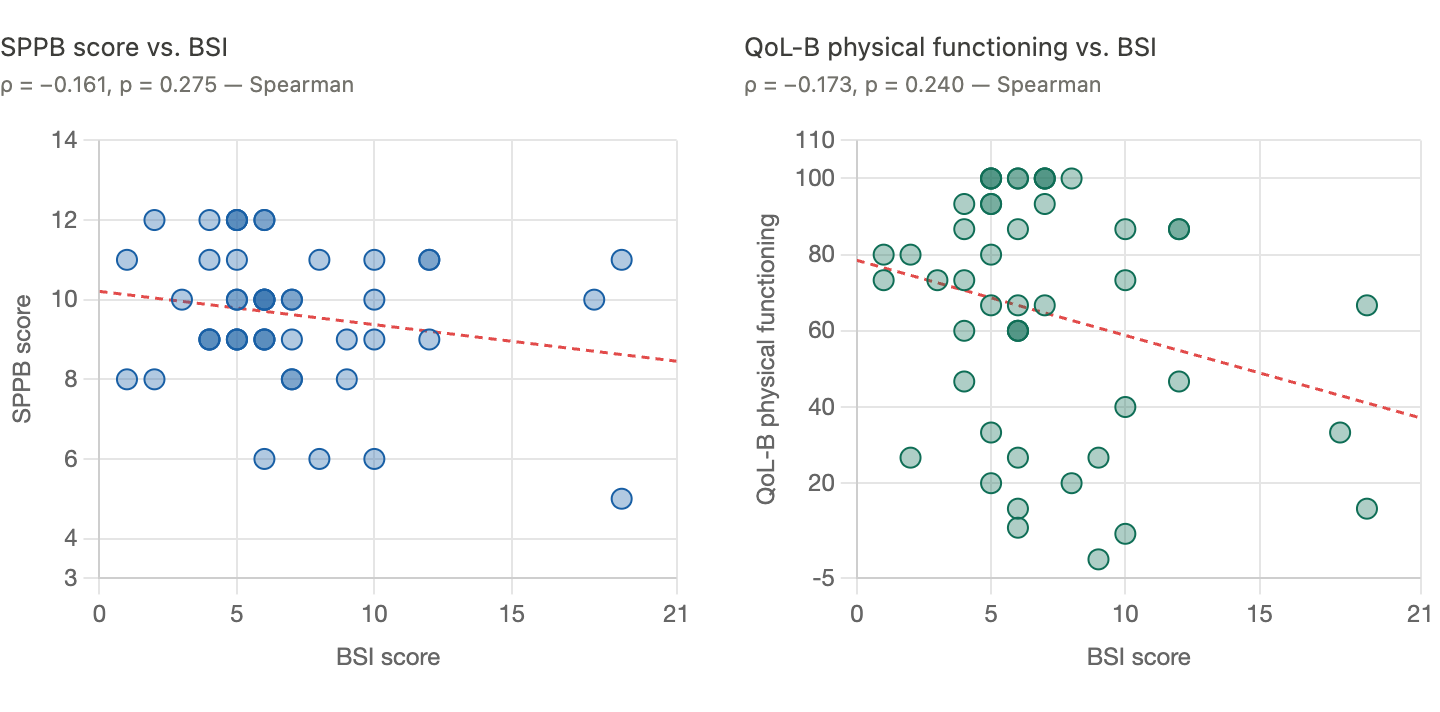 SPPB score vs. BSI
ρ = −0.161, p = 0.275 — Spearman
14
12
10
8
6
4
3
SPPB score
0 5 10 15 21
BSI score
QoL-B physical functioning vs. BSI
ρ = −0.173, p = 0.240 — Spearman
110
100
80
60
40
20
-5
QoL-B physical functioning
0 5 10 15 21
BSI score